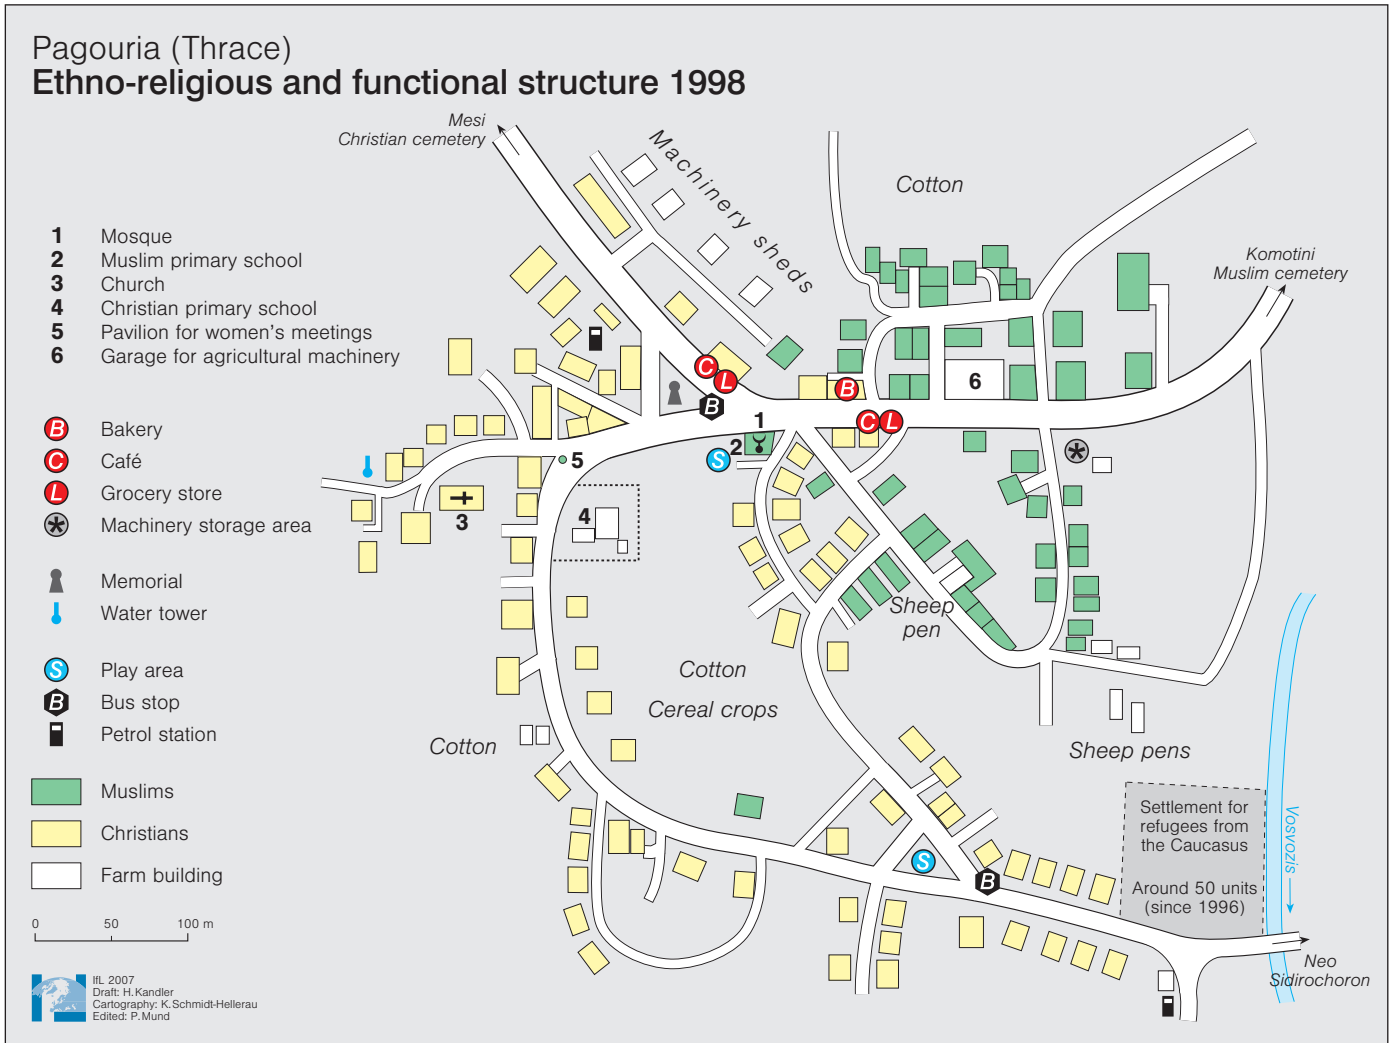 Pagouria (Thrace)
Ethno-religious and functional structure 1998
Mesi
Christian cemetery
Machinery sheds
Cotton
Komotini
Muslim cemetery
1 Mosque
2 Muslim primary school
3 Church
4 Christian primary school
5 Pavilion for women's meetings
6 Garage for agricultural machinery
B Bakery
C Café
L Grocery store
Machinery storage area
Memorial
Water tower
S Play area
B Bus stop
Petrol station
Muslims
Christians
Farm building
0 50 100 m
IfL 2007
Draft: H.Kandler
Cartography: K.Schmidt-Hellerau
Edited: P.Mund
C
L
B
B
6
1
2
C
L
S
5
3
4
Sheep
pen
Cotton
Cereal crops
Cotton
Sheep pens
Settlement for
refugees from
the Caucasus
Around 50 units
(since 1996)
Vosvozis
S
B
Neo
Sidirochoron